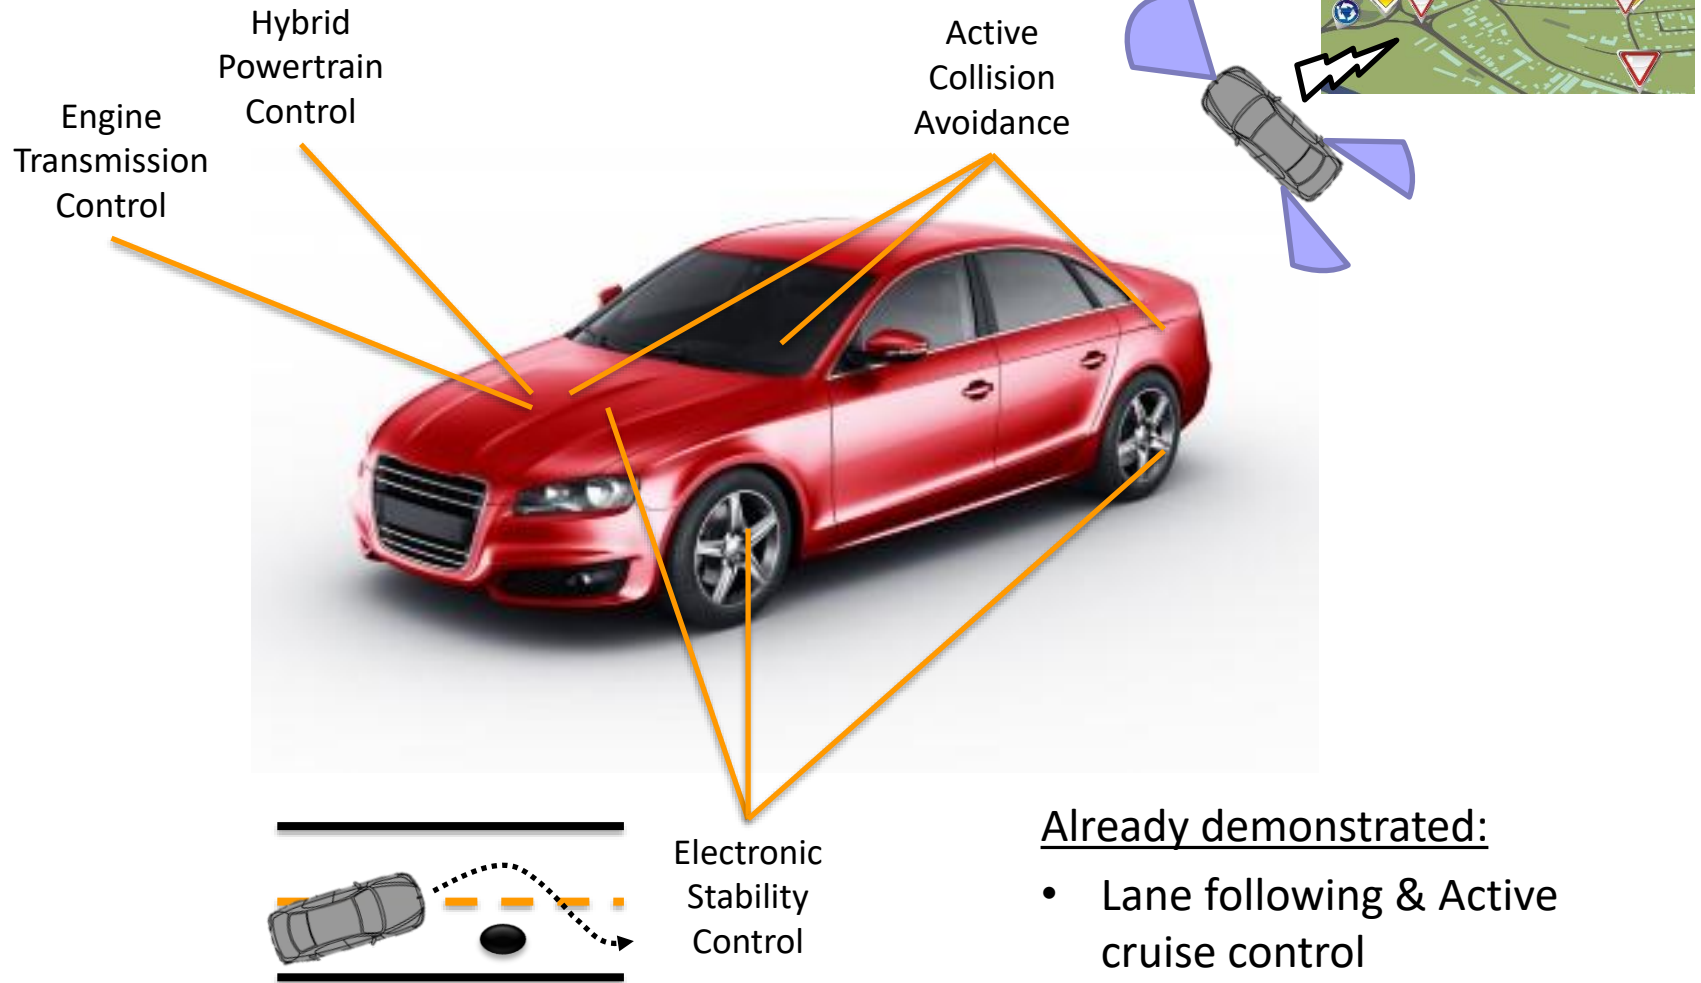 Hybrid
Powertrain
Control
Engine
Transmission
Control
Active
Collision
Avoidance
Electronic
Stability
Control
Already demonstrated:
• Lane following & Active
cruise control